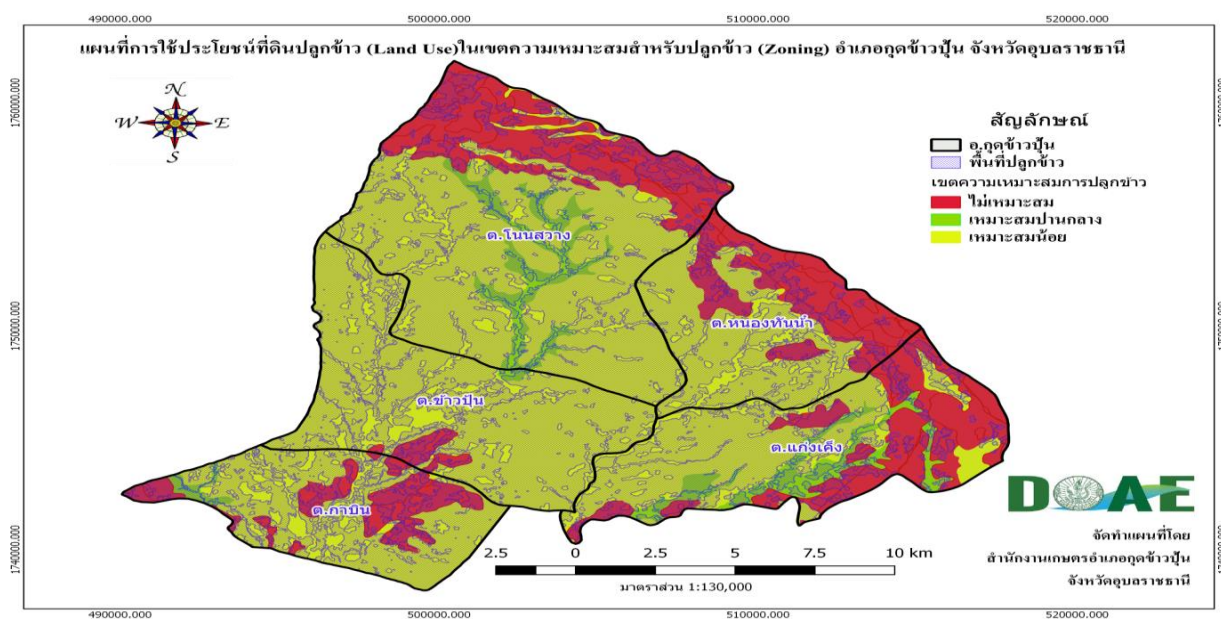 490000.000 500000.000 510000.000 520000.000
แผนที่การใช้ประโยชน์ที่ดินปลูกข้าว (Land Use)ในเขตความเหมาะสมสำหรับปลูกข้าว (Zoning) อำเภอกุดข้าวปุ้น จังหวัดอุบลราชธานี
1760000.000 1760000.000
N
W E
S
สัญลักษณ์
อ.กุดข้าวปุ้น
พื้นที่ปลูกข้าว
เขตความเหมาะสมการปลูกข้าว
ไม่เหมาะสม
เหมาะสมปานกลาง
เหมาะสมน้อย
ต.โนนสวาง
1750000.000 1750000.000
ต.หนองทันน้ำ
ต.ข้าวปุ้น
ต.แก่งเค็ง
ต.กาบิน
DOAE
จัดทำแผนที่โดย
สำนักงานเกษตรอำเภอกุดข้าวปุ้น
จังหวัดอุบลราชธานี
1740000.000 1740000.000
2.5 0 2.5 5 7.5 10 km
มาตราส่วน 1:130,000
490000.000 500000.000 510000.000 520000.000